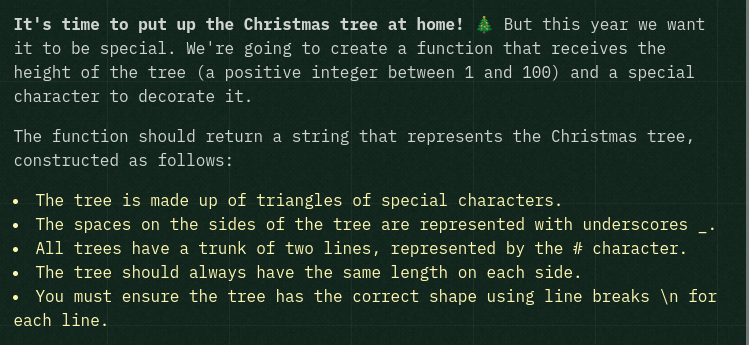 It's time to put up the Christmas tree at home! 🎄 But this year we want
it to be special. We're going to create a function that receives the
height of the tree (a positive integer between 1 and 100) and a special
character to decorate it.
The function should return a string that represents the Christmas tree,
constructed as follows:
• The tree is made up of triangles of special characters.
• The spaces on the sides of the tree are represented with underscores _.
• All trees have a trunk of two lines, represented by the # character.
• The tree should always have the same length on each side.
• You must ensure the tree has the correct shape using line breaks \n for
each line.